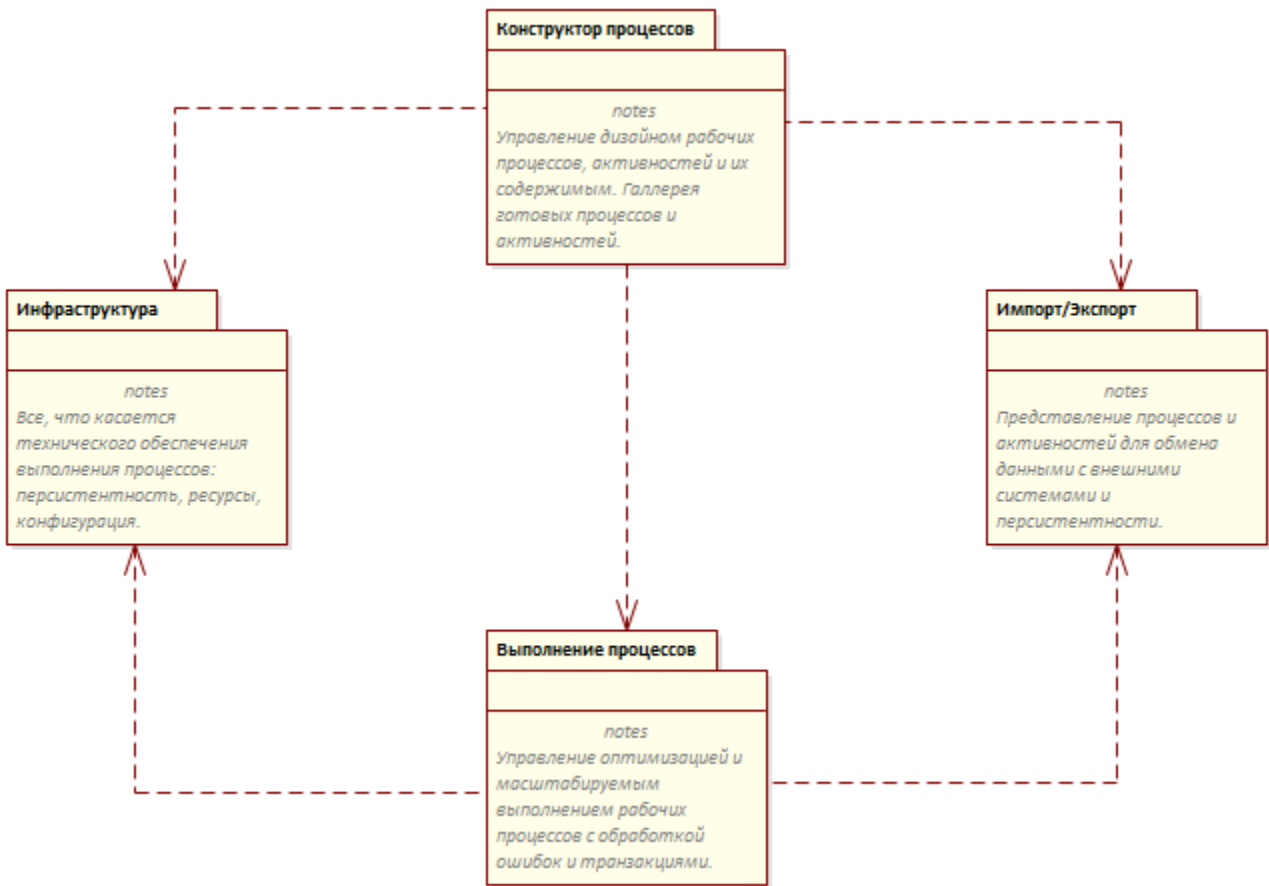 Конструктор процессов
notes
Управление дизайном рабочих
процессов, активностей и их
содержимым. Галлерея
готовых процессов и
активностей.
Инфраструктура
notes
Все, что касается
технического обеспечения
выполнения процессов:
персистентность, ресурсы,
конфигурация.
Импорт/Экспорт
notes
Представление процессов и
активностей для обмена
данными с внешними
системами и
персистентности.
Выполнение процессов
notes
Управление оптимизацией и
масштабируемым
выполнением рабочих
процессов с обработкой
ошибок и транзакциями.